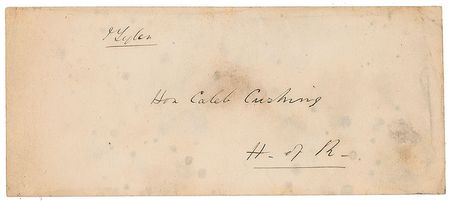 J Tyler
Hon Caleb Cushing
H - of R -